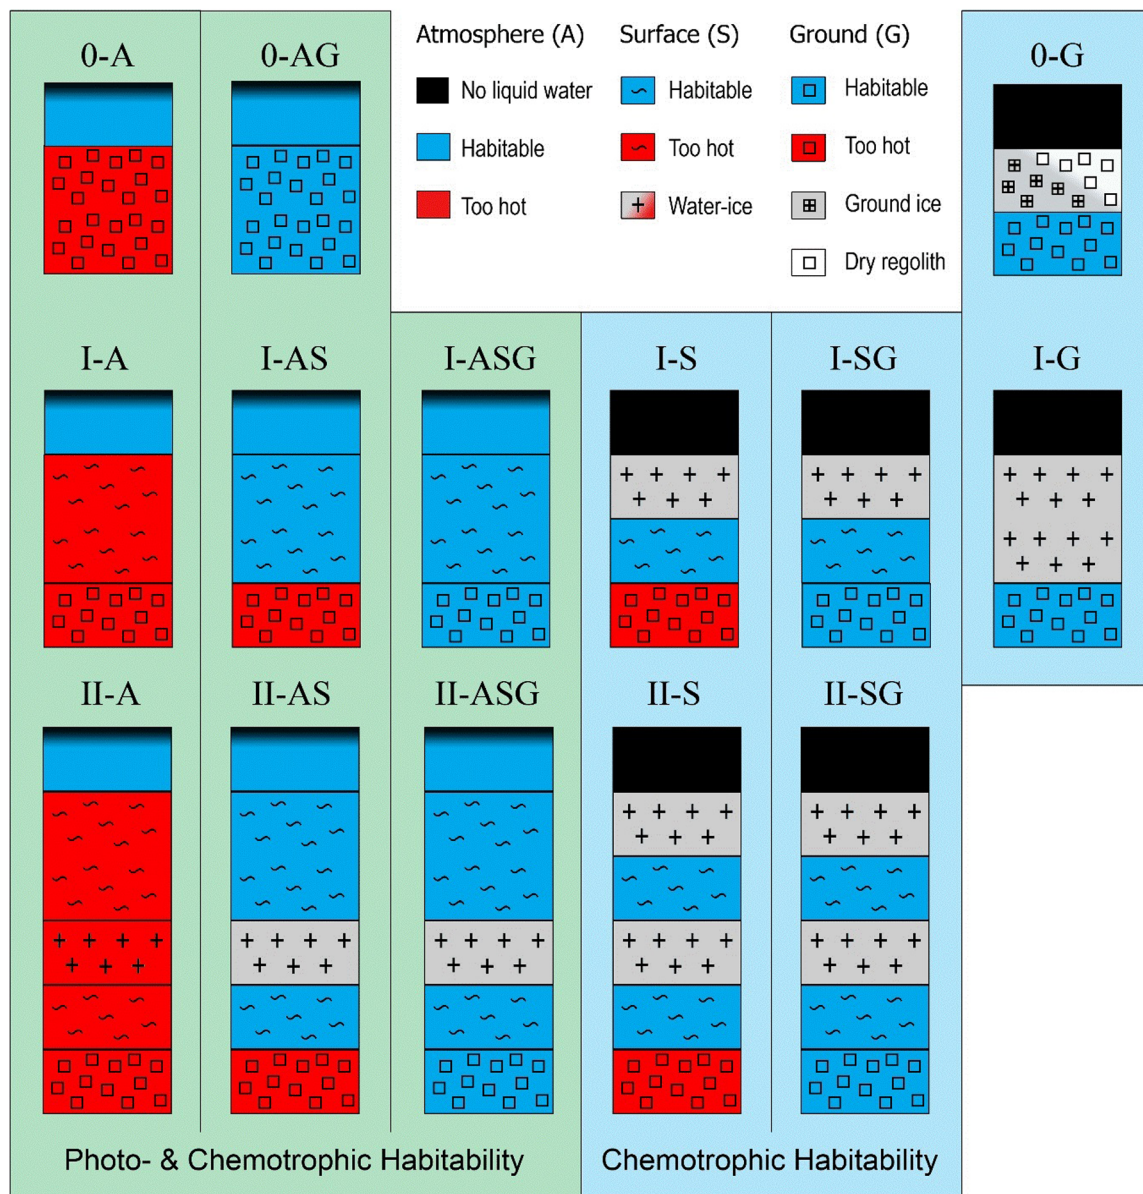 0-A 0-AG Atmosphere (A) Surface (S) Ground (G) 0-G
No liquid water Habitable Habitable
Habitable Too hot Too hot
Too hot Water-ice Ground ice
Dry regolith
I-A I-AS I-ASG I-S I-SG I-G
II-A II-AS II-ASG II-S II-SG
Photo- & Chemotrophic Habitability Chemotrophic Habitability